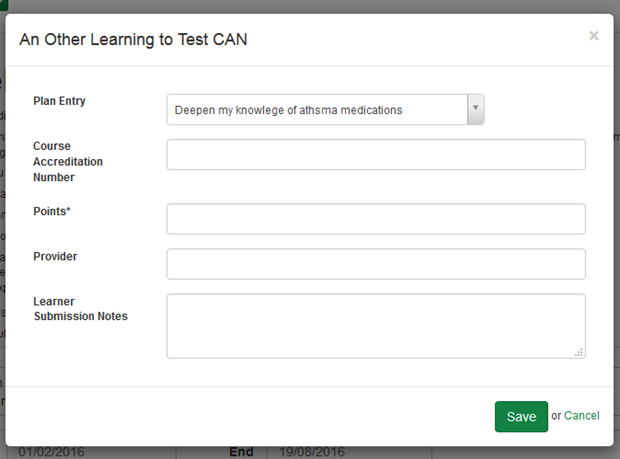 An Other Learning to Test CAN
×
Plan Entry
Deepen my knowlege of athsma medications
Course
Accreditation
Number
Points*
Provider
Learner
Submission Notes
Save or Cancel
01/02/2016 End 19/08/2016